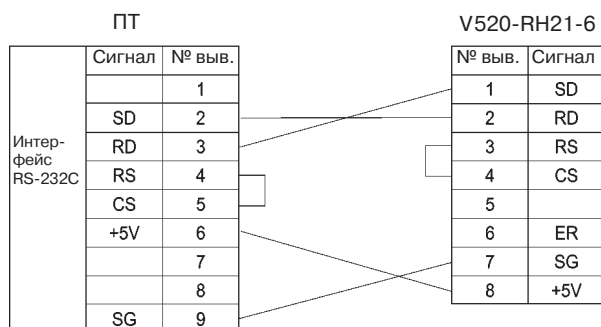 ПТ V520-RH21-6
Сигнал № выв. № выв. Сигнал
1
1 SD
SD 2 2 RD
Интер-
фейс
RS-232C
RD 3 3 RS
RS 4 4 CS
CS 5 5
+5V 6 6 ER
7 7 SG
8 8 +5V
SG 9